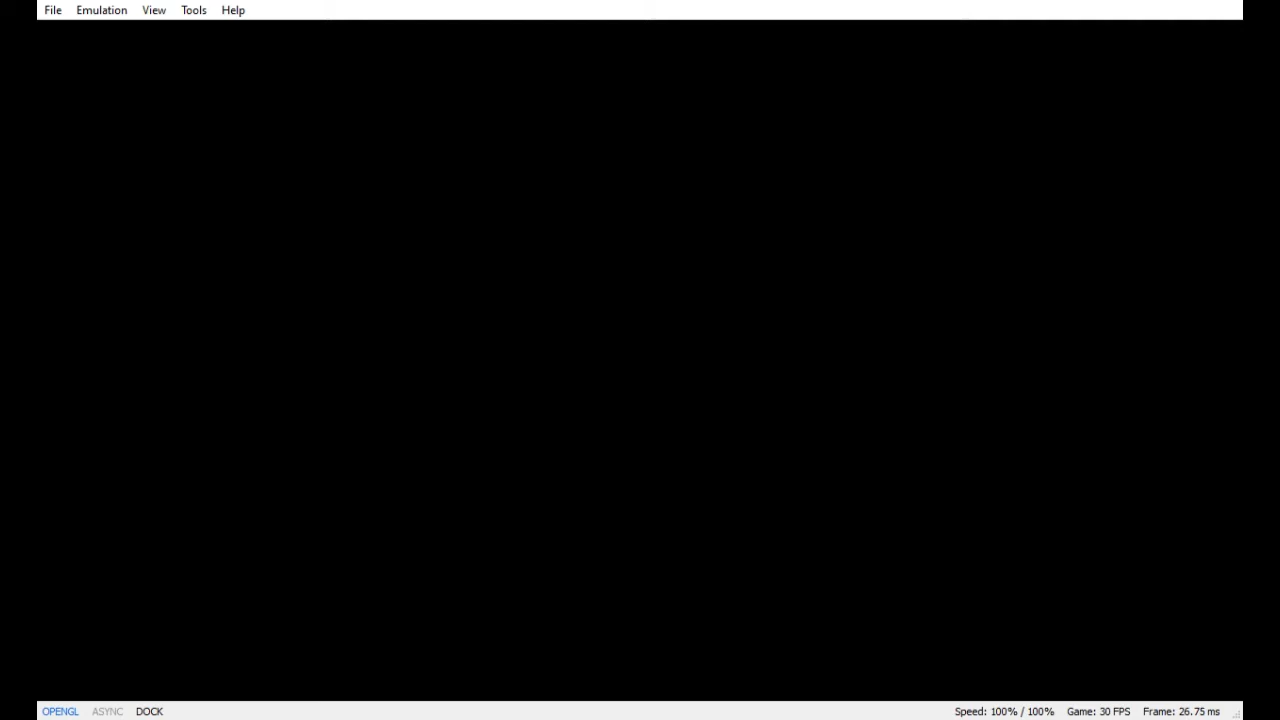 File Emulation View Tools Help
OPENGL ASYNC DOCK Speed: 100% / 100% Game: 30 FPS Frame: 26.75 ms